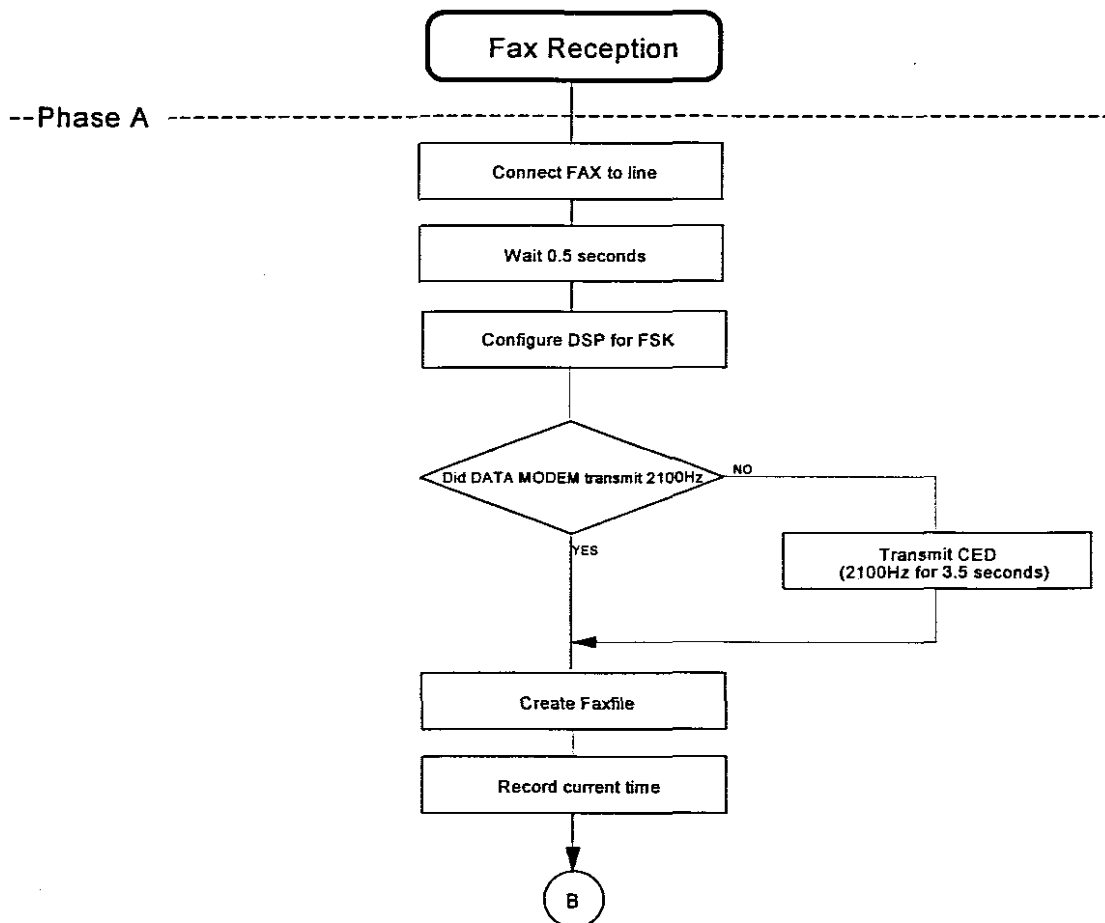 Fax Reception
--Phase A
Connect FAX to line
Wait 0.5 seconds
Configure DSP for FSK
Did DATA MODEM transmit 2100Hz
NO
YES
Transmit CED
(2100Hz for 3.5 seconds)
Create Faxfile
Record current time
B